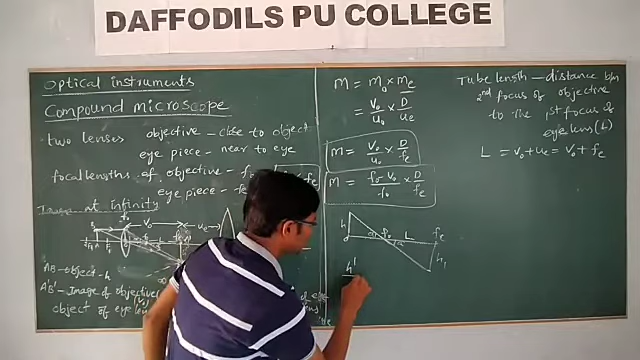 DAFFODILS PU COLLEGE
Optical instruments
Compound microscope
two lenses objective - close to object
eye piece - near to eye
focal lengths of objective - f
eye piece - fe
Image at infinity
AB - object - h
A'B' - Image of objective
object of eye
M = Mo × Me
= Vo/uo × D/ue
M = Vo/uo × D/fe
M = fo - Vo/fo × D/fe
h fo L fe
h1
h'
Tube length - distance b/n
2nd focus of objective
to the 1st focus of
eye lens (L)
L = Vo + ue = Vo + fe